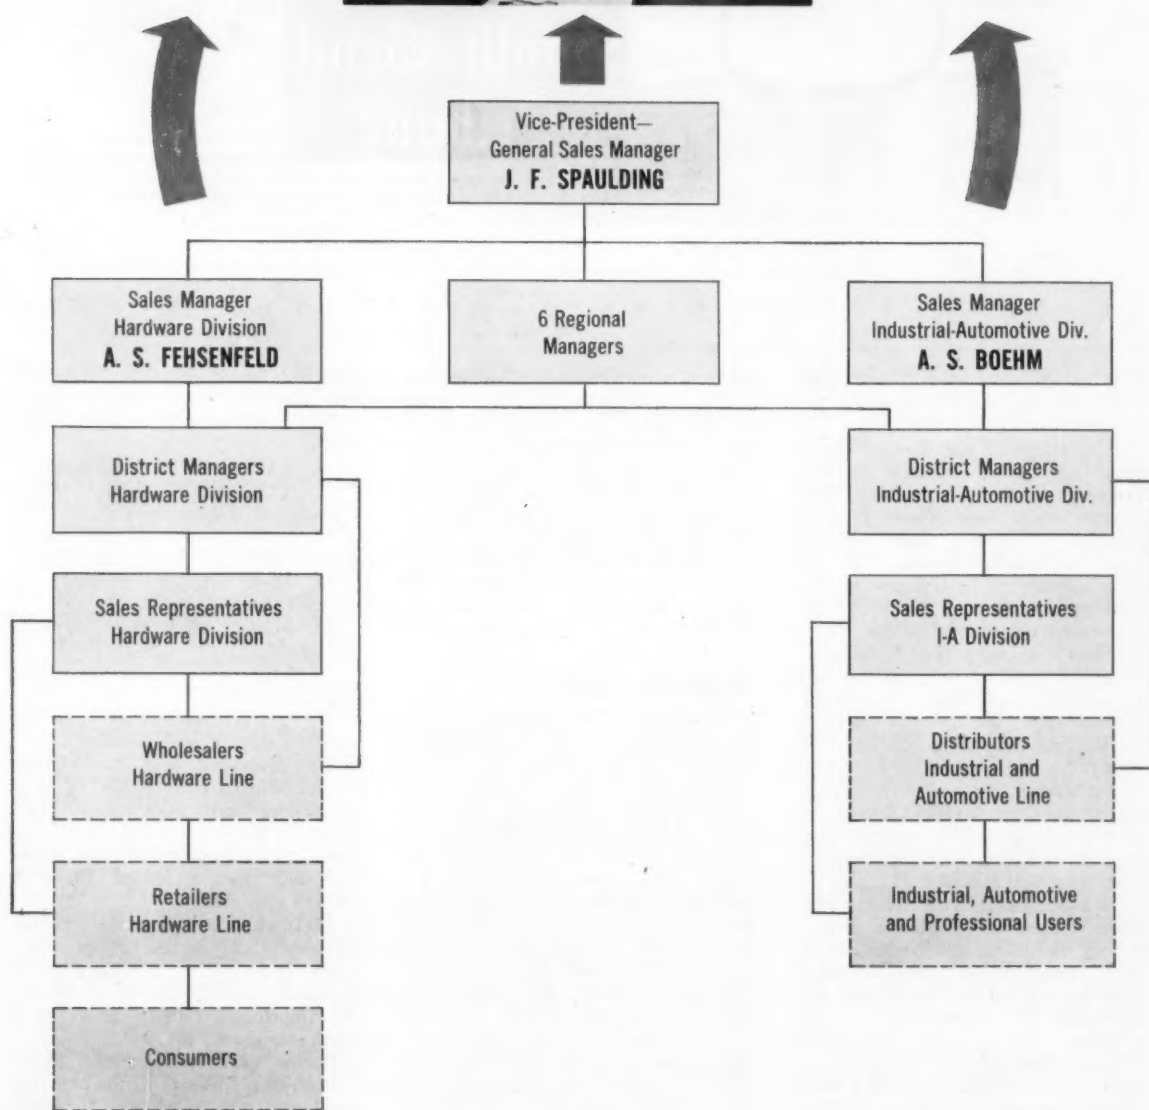 Vice-President—
General Sales Manager
J. F. SPAULDING
Sales Manager
Hardware Division
A. S. FEHSENFELD
6 Regional
Managers
Sales Manager
Industrial-Automotive Div.
A. S. BOEHM
District Managers
Hardware Division
District Managers
Industrial-Automotive Div.
Sales Representatives
Hardware Division
Sales Representatives
I-A Division
Wholesalers
Hardware Line
Distributors
Industrial and
Automotive Line
Retailers
Hardware Line
Industrial, Automotive
and Professional Users
Consumers